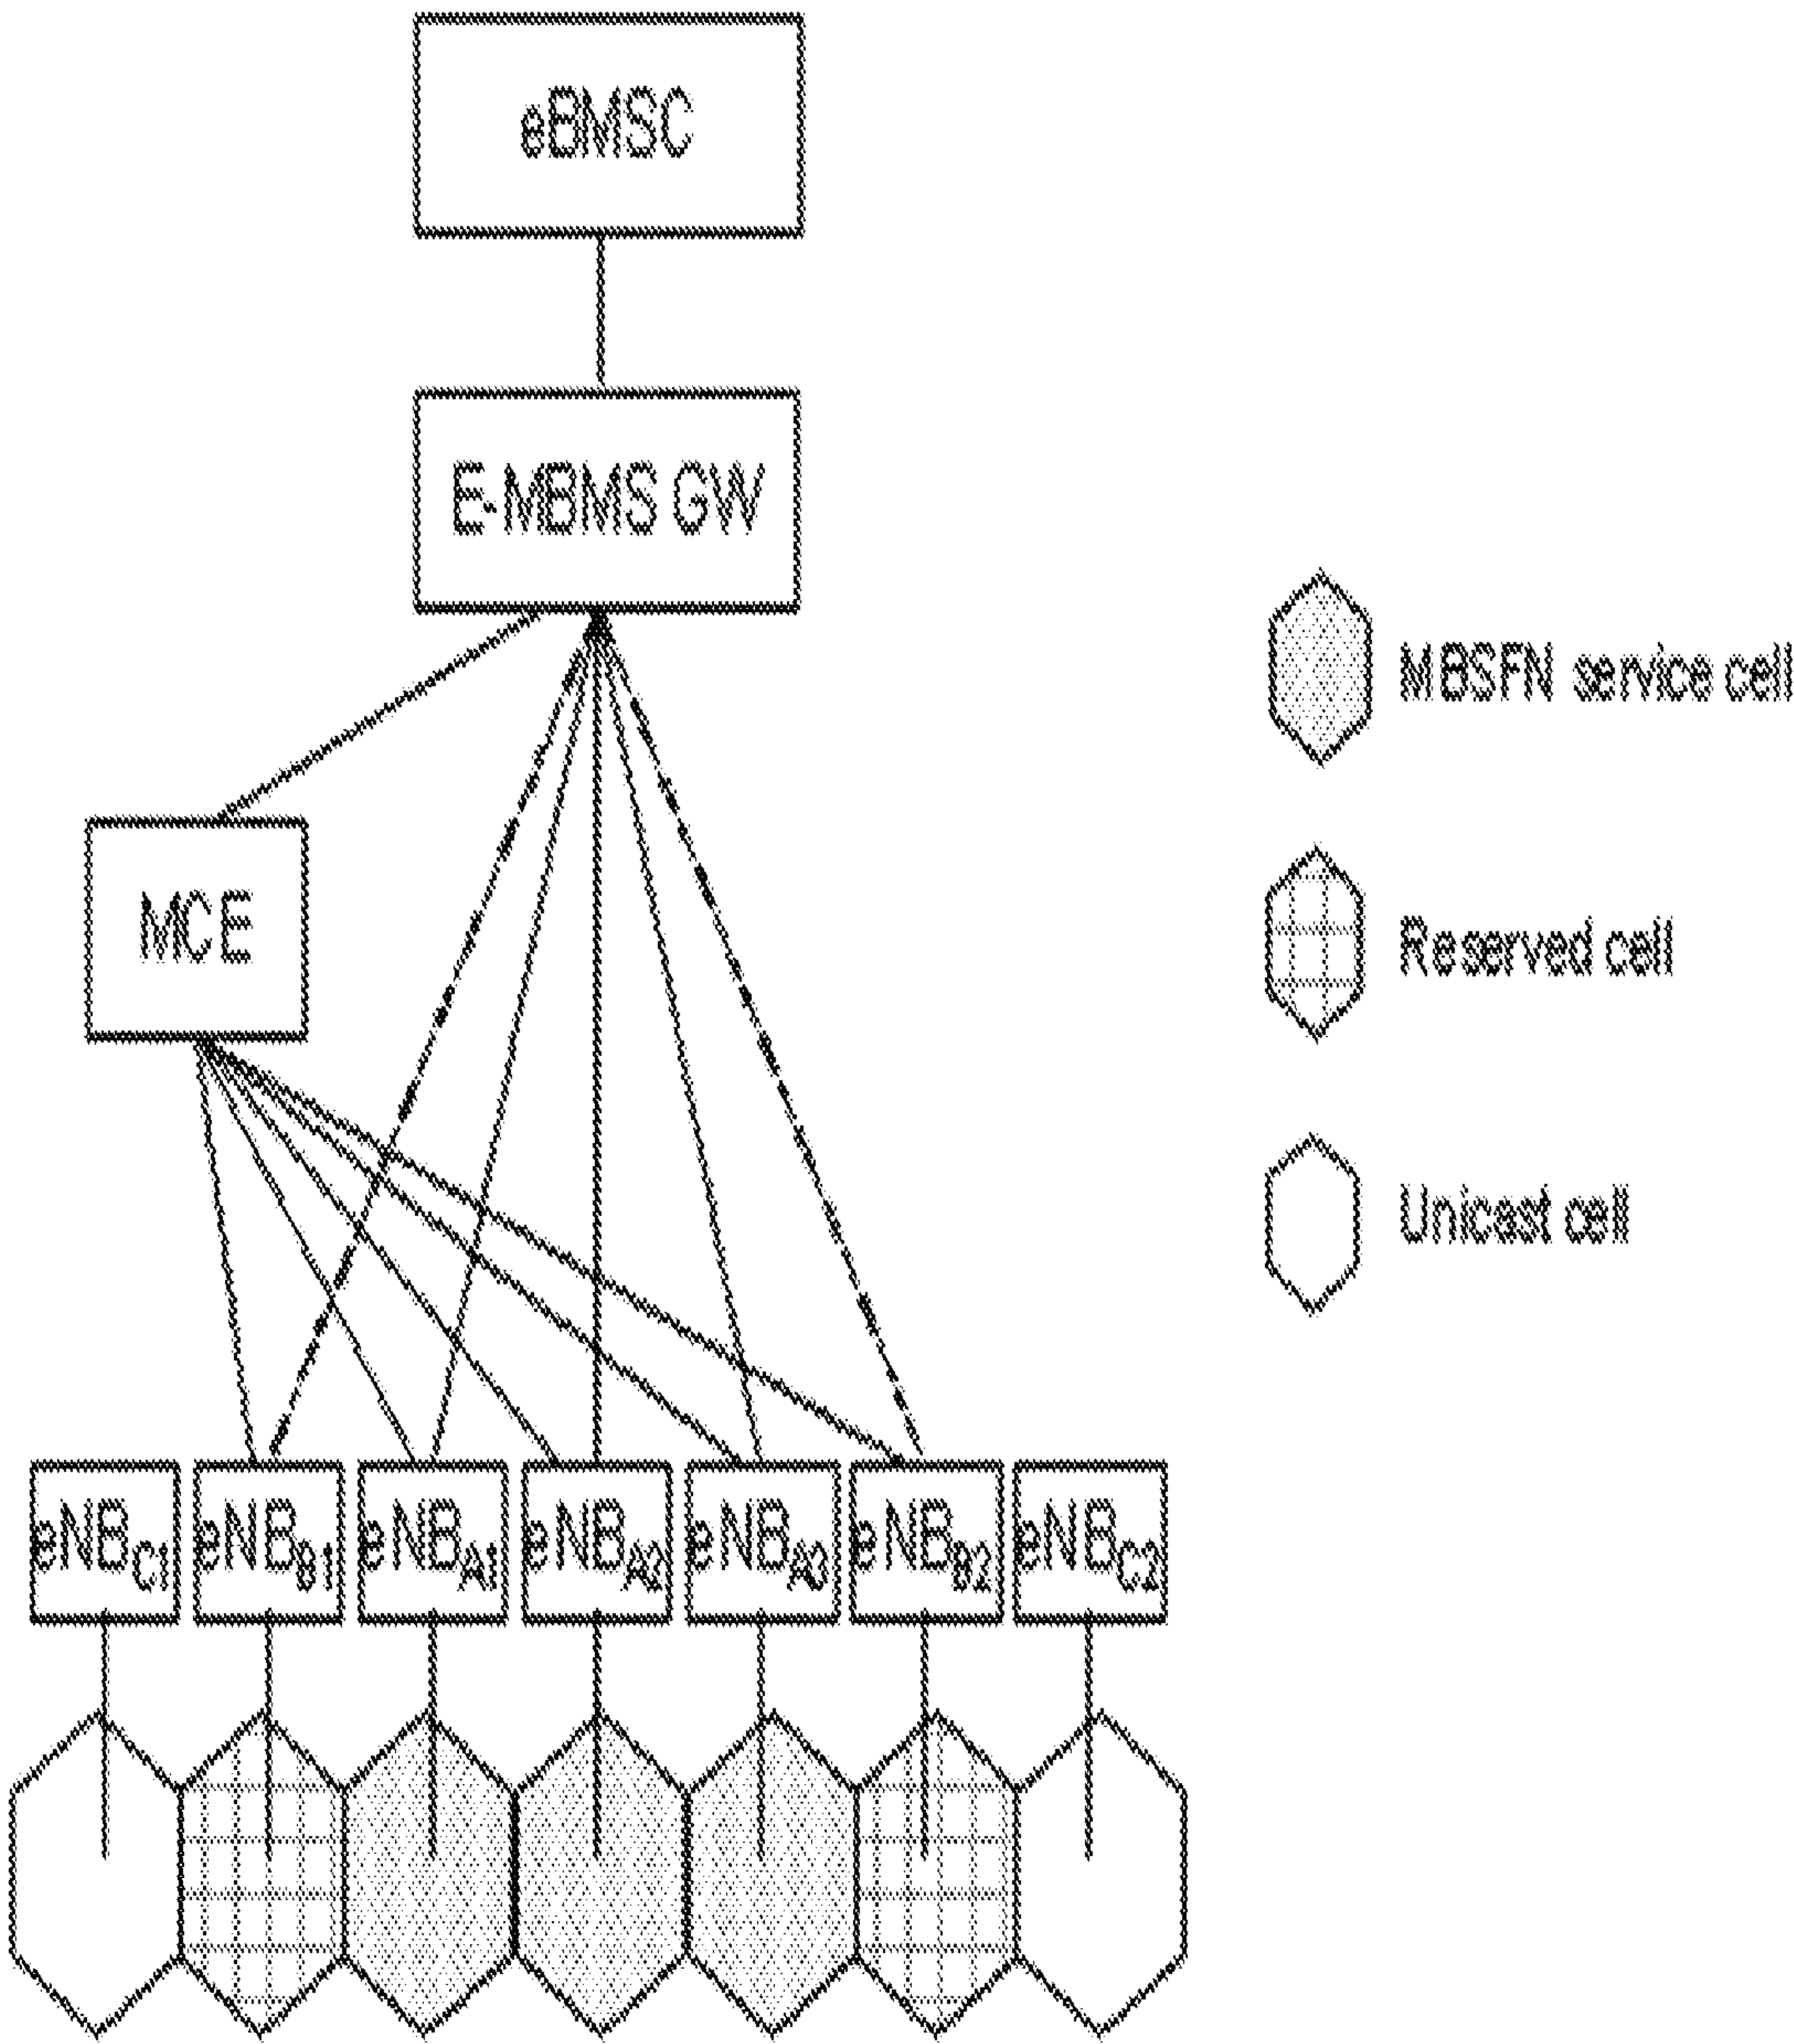 eBMSC
E-MBMS GW
MBSFN service cell
MCE
Reserved cell
Unicast cell
eNBC1 eNBB1 eNBA1 eNBA2 eNBA3 eNBB2 eNBC2